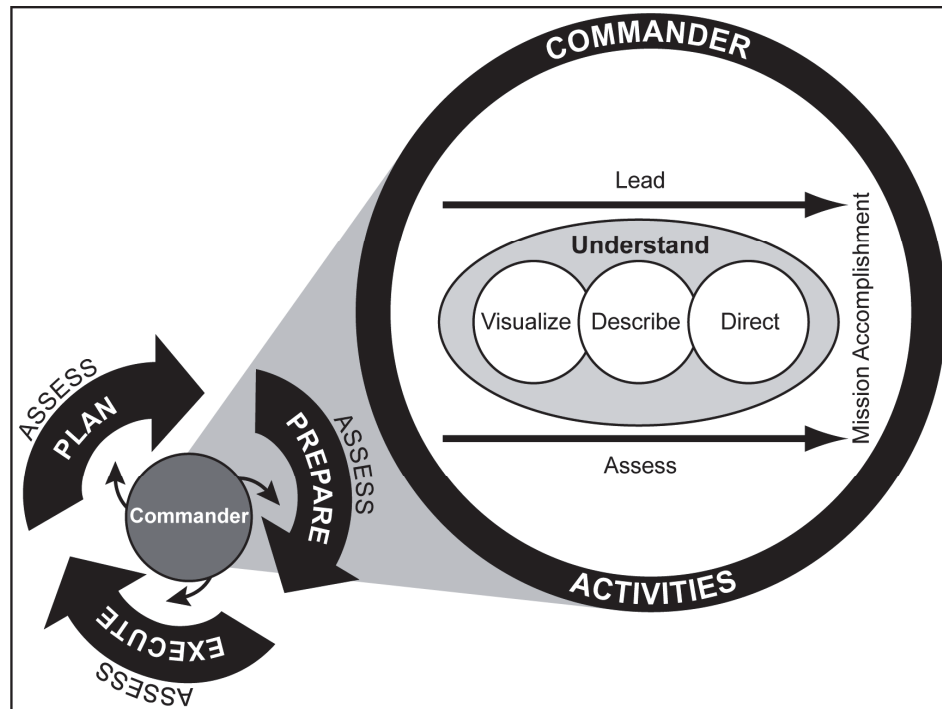 COMMANDER
Lead
Understand
Visualize
Describe
Direct
Mission Accomplishment
Assess
ACTIVITIES
ASSESS
PLAN
PREPARE
ASSESS
Commander
EXECUTE
ASSESS